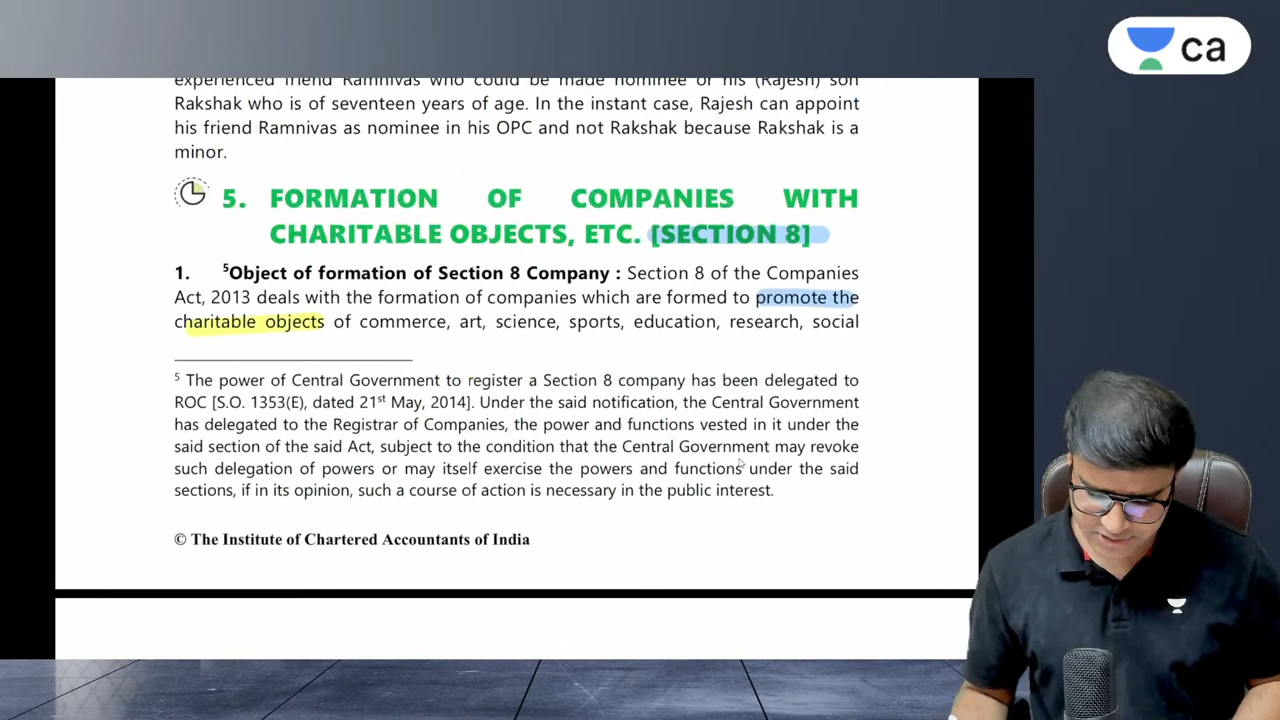 ca
experienced friend Ramnivas who could be made nominee or his (Rajesh) son
Rakshak who is of seventeen years of age. In the instant case, Rajesh can appoint
his friend Ramnivas as nominee in his OPC and not Rakshak because Rakshak is a
minor.
5. FORMATION OF COMPANIES WITH
CHARITABLE OBJECTS, ETC. [SECTION 8]
1. ⁵Object of formation of Section 8 Company : Section 8 of the Companies
Act, 2013 deals with the formation of companies which are formed to promote the
charitable objects of commerce, art, science, sports, education, research, social
⁵ The power of Central Government to register a Section 8 company has been delegated to
ROC [S.O. 1353(E), dated 21st May, 2014]. Under the said notification, the Central Government
has delegated to the Registrar of Companies, the power and functions vested in it under the
said section of the said Act, subject to the condition that the Central Government may revoke
such delegation of powers or may itself exercise the powers and functions under the said
sections, if in its opinion, such a course of action is necessary in the public interest.
© The Institute of Chartered Accountants of India